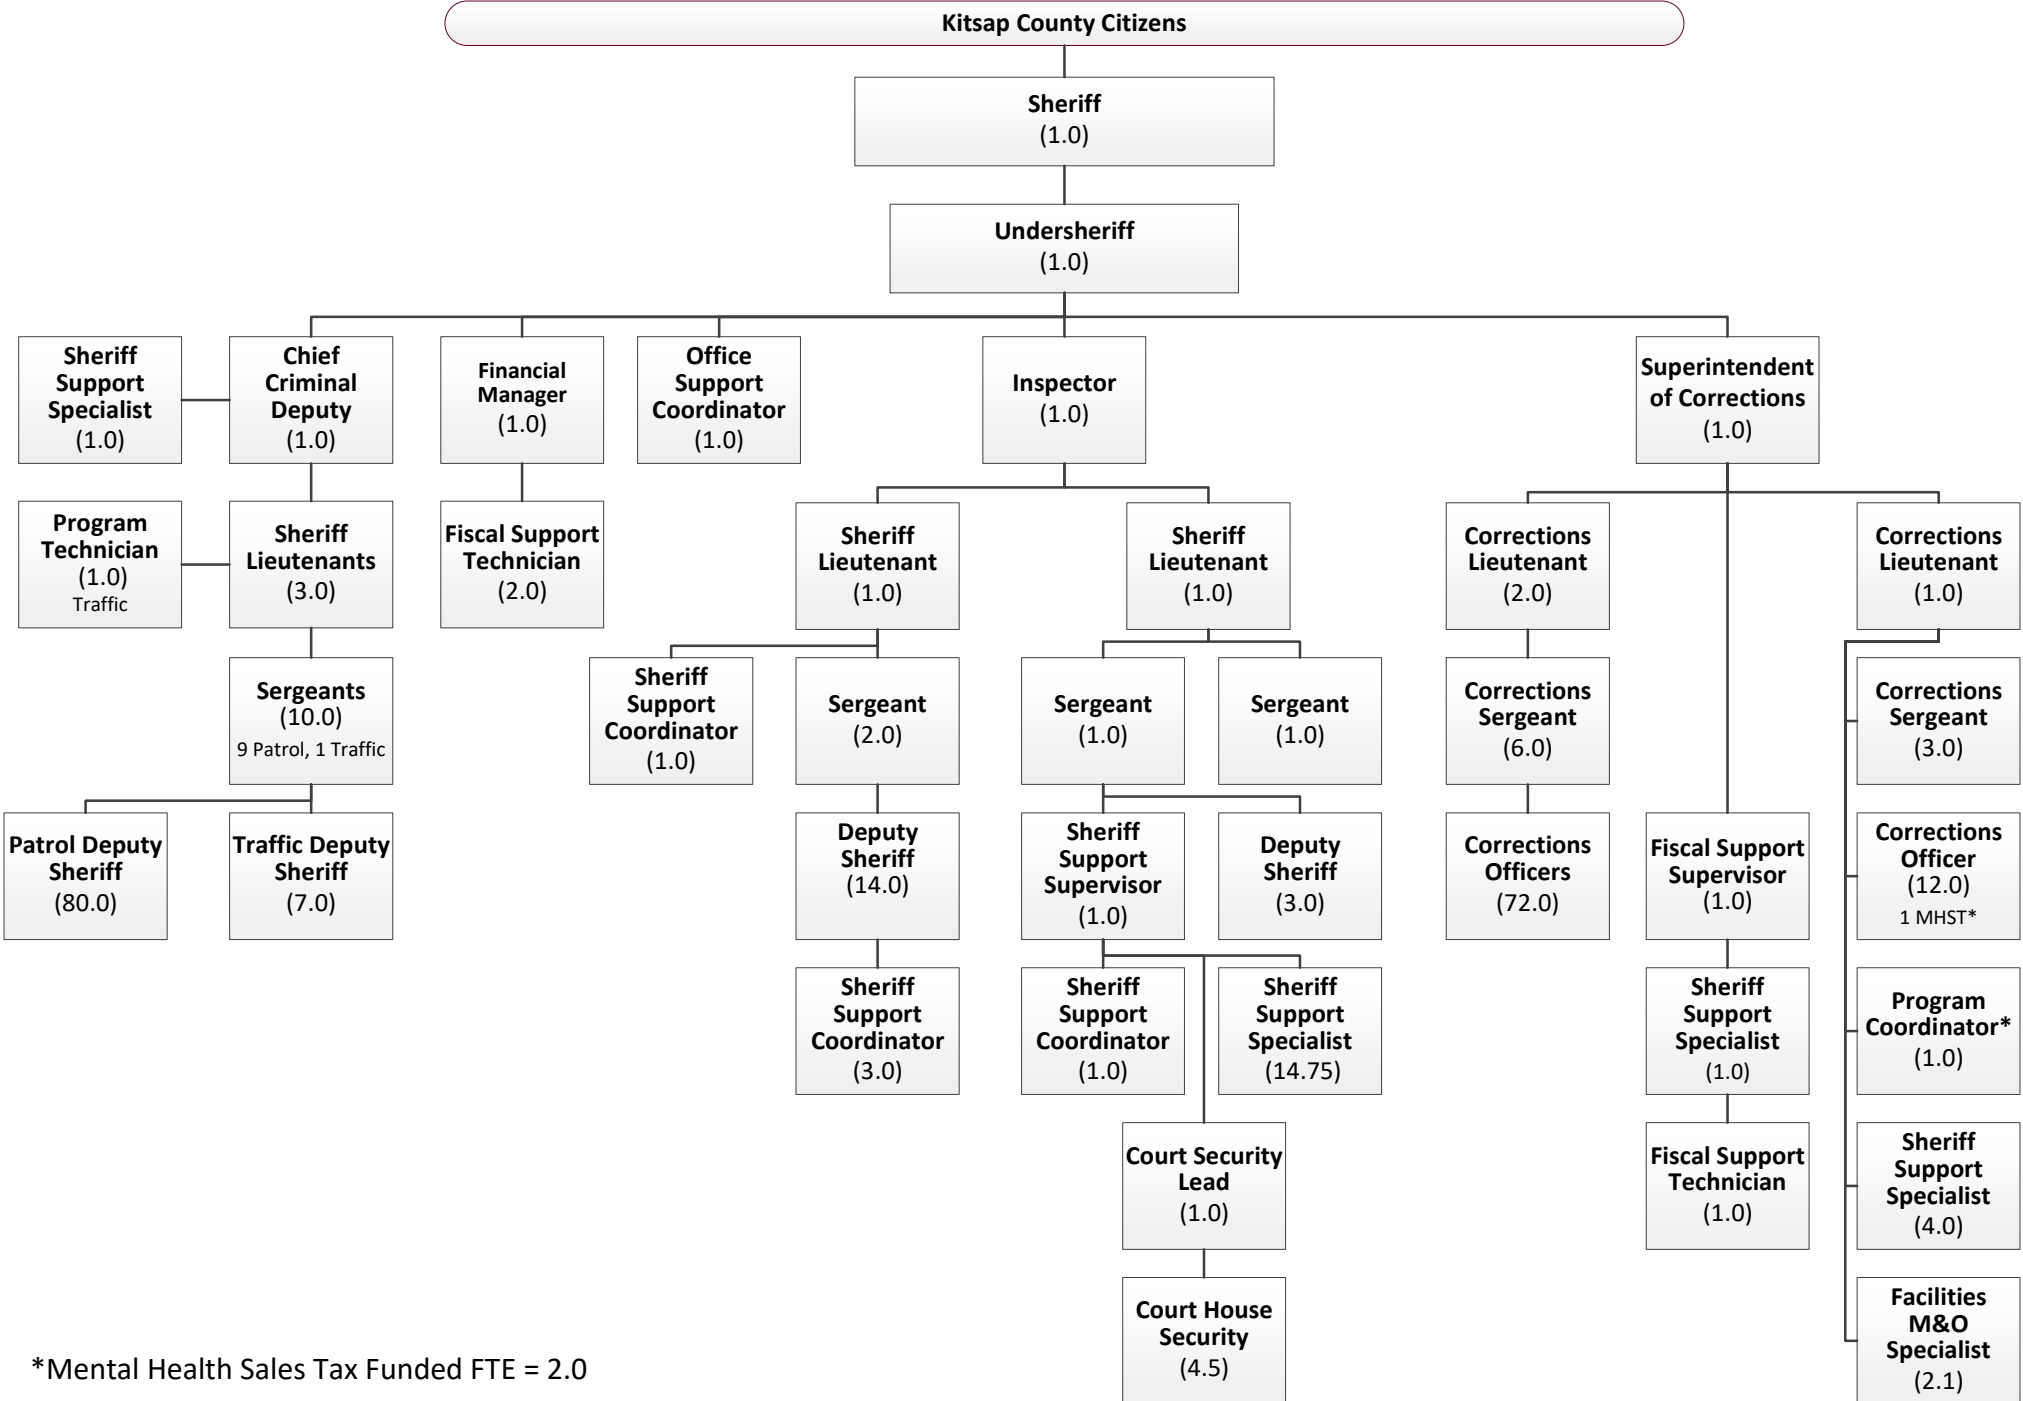 Kitsap County Citizens
Sheriff
(1.0)
Undersheriff
(1.0)
Sheriff
Support
Specialist
(1.0)
Chief
Criminal
Deputy
(1.0)
Financial
Manager
(1.0)
Office
Support
Coordinator
(1.0)
Inspector
(1.0)
Superintendent
of Corrections
(1.0)
Program
Technician
(1.0)
Traffic
Sheriff
Lieutenants
(3.0)
Fiscal Support
Technician
(2.0)
Sheriff
Lieutenant
(1.0)
Sheriff
Lieutenant
(1.0)
Corrections
Lieutenant
(2.0)
Corrections
Lieutenant
(1.0)
Sergeants
(10.0)
9 Patrol, 1 Traffic
Sheriff
Support
Coordinator
(1.0)
Sergeant
(2.0)
Sergeant
(1.0)
Sergeant
(1.0)
Corrections
Sergeant
(6.0)
Corrections
Sergeant
(3.0)
Patrol Deputy
Sheriff
(80.0)
Traffic Deputy
Sheriff
(7.0)
Deputy
Sheriff
(14.0)
Sheriff
Support
Supervisor
(1.0)
Deputy
Sheriff
(3.0)
Corrections
Officers
(72.0)
Fiscal Support
Supervisor
(1.0)
Corrections
Officer
(12.0)
1 MHST*
Sheriff
Support
Coordinator
(3.0)
Sheriff
Support
Coordinator
(1.0)
Sheriff
Support
Specialist
(14.75)
Sheriff
Support
Specialist
(1.0)
Program
Coordinator*
(1.0)
Court Security
Lead
(1.0)
Fiscal Support
Technician
(1.0)
Sheriff
Support
Specialist
(4.0)
Court House
Security
(4.5)
Facilities
M&O
Specialist
(2.1)
*Mental Health Sales Tax Funded FTE = 2.0